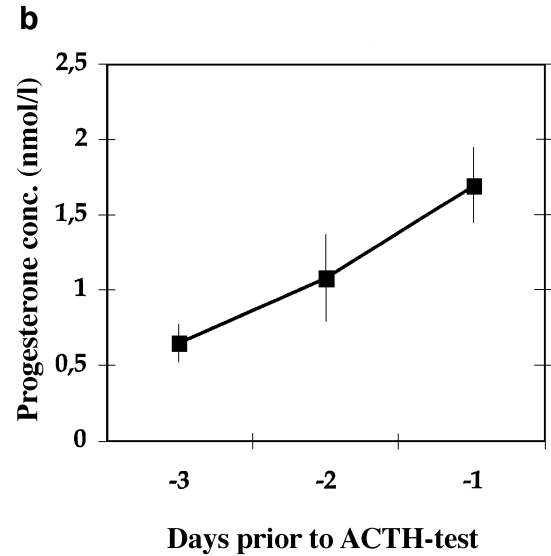 b
Progesterone conc. (nmol/l)
2,5
2
1,5
1
0,5
0
-3 -2 -1
Days prior to ACTH-test